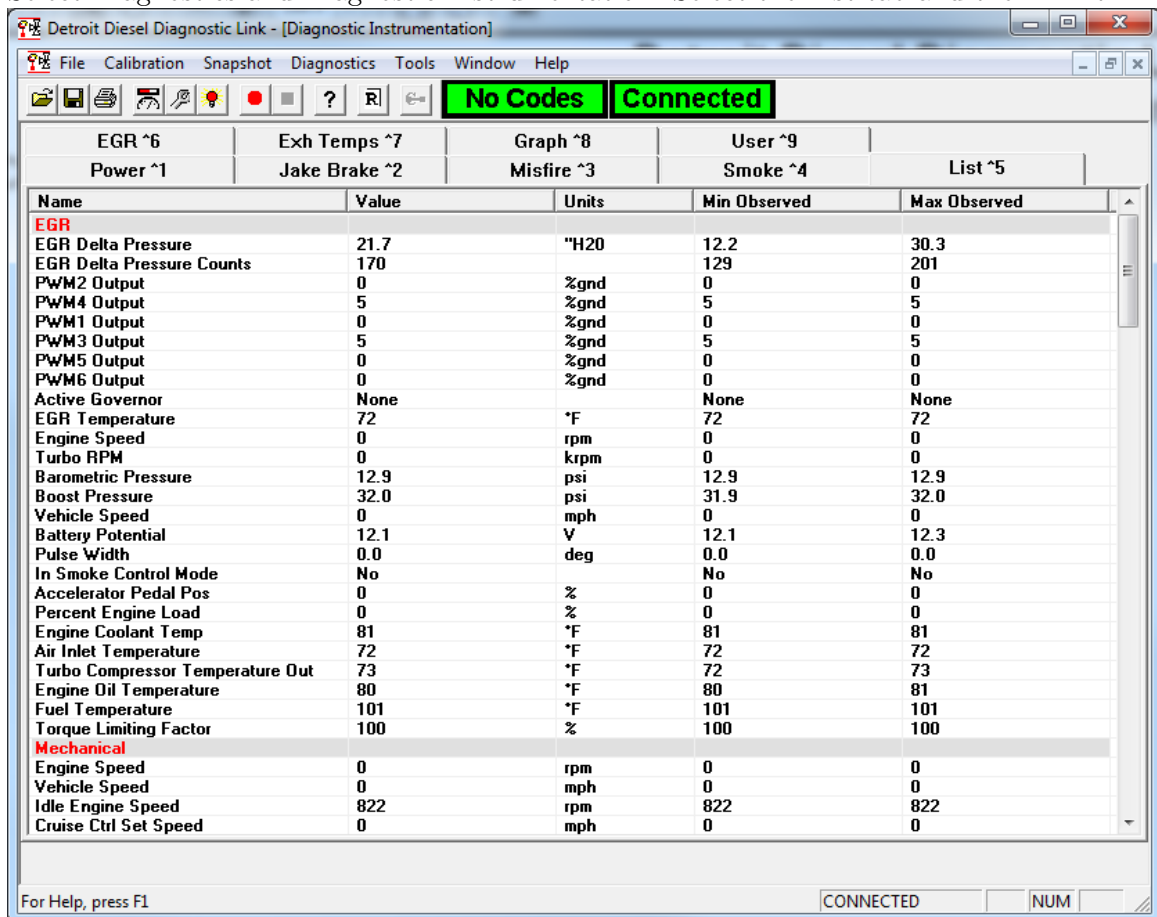 Detroit Diesel Diagnostic Link - [Diagnostic Instrumentation]
File Calibration Snapshot Diagnostics Tools Window Help
? R No Codes Connected
EGR ^6 Exh Temps ^7 Graph ^8 User ^9
Power ^1 Jake Brake ^2 Misfire ^3 Smoke ^4 List ^5
Name Value Units Min Observed Max Observed
EGR
EGR Delta Pressure 21.7 "H20 12.2 30.3
EGR Delta Pressure Counts 170 129 201
PWM2 Output 0 %gnd 0 0
PWM4 Output 5 %gnd 5 5
PWM1 Output 0 %gnd 0 0
PWM3 Output 5 %gnd 5 5
PWM5 Output 0 %gnd 0 0
PWM6 Output 0 %gnd 0 0
Active Governor None None None
EGR Temperature 72 °F 72 72
Engine Speed 0 rpm 0 0
Turbo RPM 0 krpm 0 0
Barometric Pressure 12.9 psi 12.9 12.9
Boost Pressure 32.0 psi 31.9 32.0
Vehicle Speed 0 mph 0 0
Battery Potential 12.1 V 12.1 12.3
Pulse Width 0.0 deg 0.0 0.0
In Smoke Control Mode No No No
Accelerator Pedal Pos 0 % 0 0
Percent Engine Load 0 % 0 0
Engine Coolant Temp 81 °F 81 81
Air Inlet Temperature 72 °F 72 72
Turbo Compressor Temperature Out 73 °F 72 73
Engine Oil Temperature 80 °F 80 81
Fuel Temperature 101 °F 101 101
Torque Limiting Factor 100 % 100 100
Mechanical
Engine Speed 0 rpm 0 0
Vehicle Speed 0 mph 0 0
Idle Engine Speed 822 rpm 822 822
Cruise Ctrl Set Speed 0 mph 0 0
For Help, press F1 CONNECTED NUM